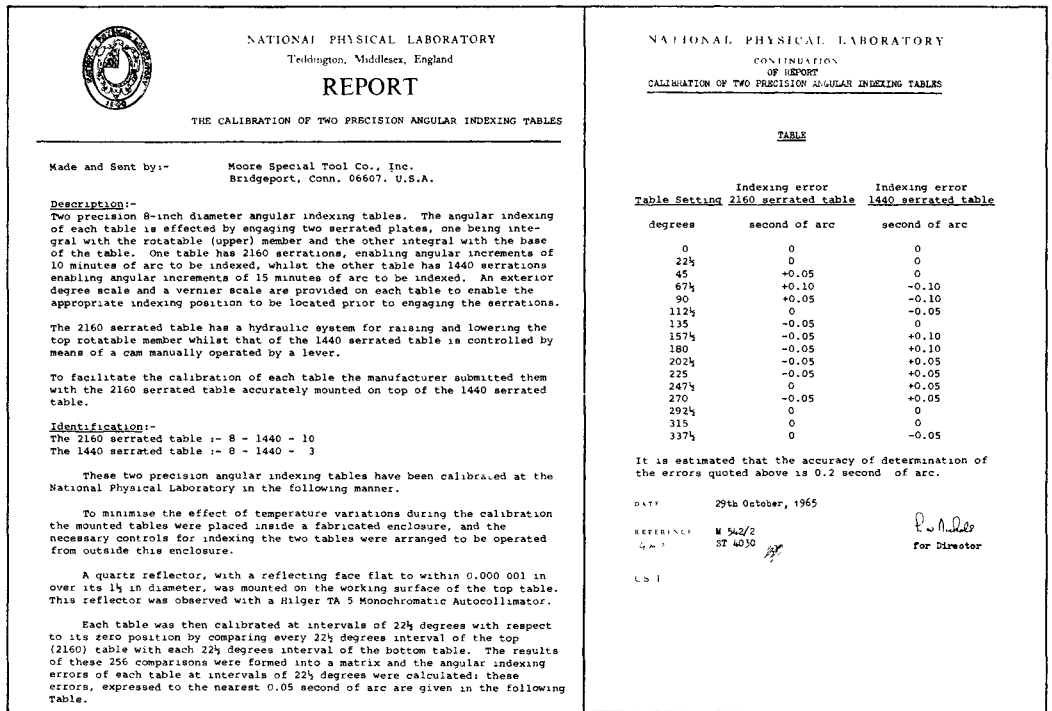 NATIONAL PHYSICAL LABORATORY
Teddington, Middlesex, England
REPORT
THE CALIBRATION OF TWO PRECISION ANGULAR INDEXING TABLES
Made and Sent by:- Moore Special Tool Co., Inc.
Bridgeport, Conn. 06607. U.S.A.
Description:-
Two precision 8-inch diameter angular indexing tables. The angular indexing
of each table is effected by engaging two serrated plates, one being inte-
gral with the rotatable (upper) member and the other integral with the base
of the table. One table has 2160 serrations, enabling angular increments of
10 minutes of arc to be indexed, whilst the other table has 1440 serrations
enabling angular increments of 15 minutes of arc to be indexed. An exterior
degree scale and a vernier scale are provided on each table to enable the
appropriate indexing position to be located prior to engaging the serrations.
The 2160 serrated table has a hydraulic system for raising and lowering the
top rotatable member whilst that of the 1440 serrated table is controlled by
means of a cam manually operated by a lever.
To facilitate the calibration of each table the manufacturer submitted them
with the 2160 serrated table accurately mounted on top of the 1440 serrated
table.
Identification:-
The 2160 serrated table :- 8 - 1440 - 10
The 1440 serrated table :- 8 - 1440 - 3
These two precision angular indexing tables have been calibrated at the
National Physical Laboratory in the following manner.
To minimise the effect of temperature variations during the calibration
the mounted tables were placed inside a fabricated enclosure, and the
necessary controls for indexing the two tables were arranged to be operated
from outside this enclosure.
A quartz reflector, with a reflecting face flat to within 0.000 001 in
over its 1½ in diameter, was mounted on the working surface of the top table.
This reflector was observed with a Hilger TA 5 Monochromatic Autocollimator.
Each table was then calibrated at intervals of 22½ degrees with respect
to its zero position by comparing every 22½ degrees interval of the top
(2160) table with each 22½ degrees interval of the bottom table. The results
of these 256 comparisons were formed into a matrix and the angular indexing
errors of each table at intervals of 22½ degrees were calculated: these
errors, expressed to the nearest 0.05 second of arc are given in the following
Table.
NATIONAL PHYSICAL LABORATORY
CONTINUATION
OF REPORT
CALIBRATION OF TWO PRECISION ANGULAR INDEXING TABLES
TABLE
Indexing error Indexing error
Table Setting 2160 serrated table 1440 serrated table
degrees second of arc second of arc
0 0 0
22½ 0 0
45 +0.05 0
67½ +0.10 -0.10
90 +0.05 -0.10
112½ 0 -0.05
135 -0.05 0
157½ -0.05 +0.10
180 -0.05 +0.10
202½ -0.05 +0.05
225 -0.05 +0.05
247½ 0 +0.05
270 -0.05 +0.05
292½ 0 0
315 0 0
337½ 0 -0.05
It is estimated that the accuracy of determination of
the errors quoted above is 0.2 second of arc.
DATE 29th October, 1965
REFERENCE M 542/2
ST 4030
for Director